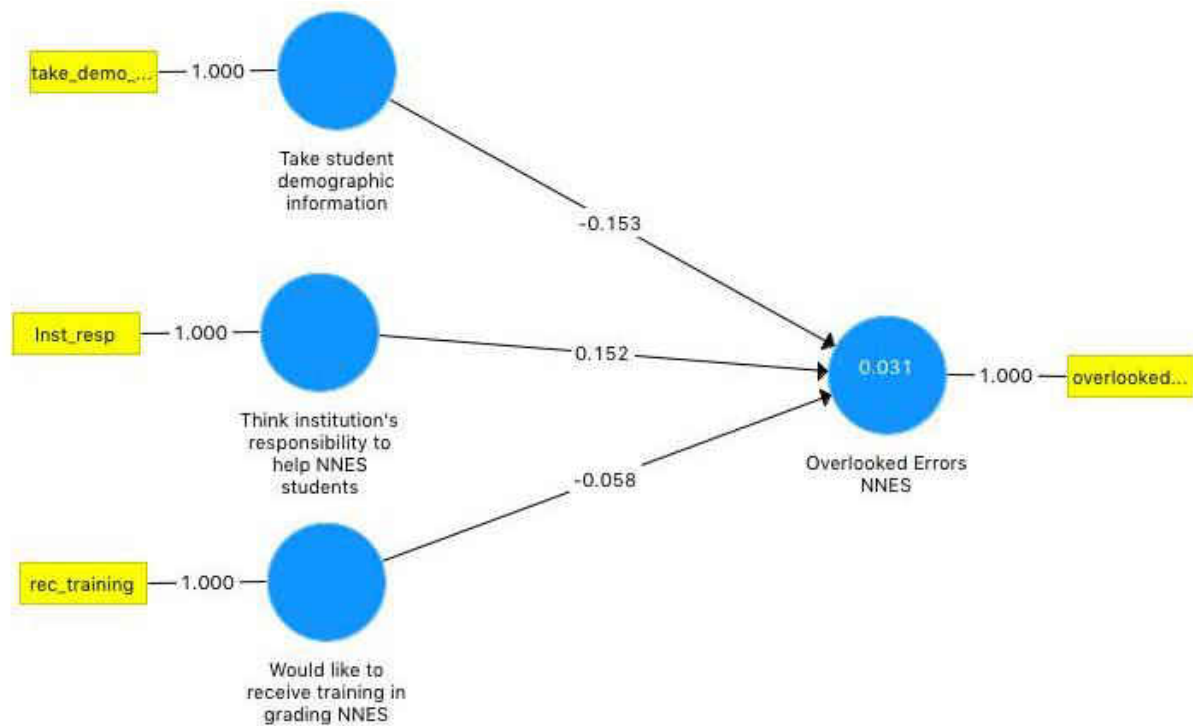 take_demo_...
1.000
Take student
demographic
information
-0.153
Inst_resp
1.000
0.152
0.031
1.000
overlooked...
Think institution's
responsibility to
help NNES
students
Overlooked Errors
NNES
-0.058
rec_training
1.000
Would like to
receive training in
grading NNES